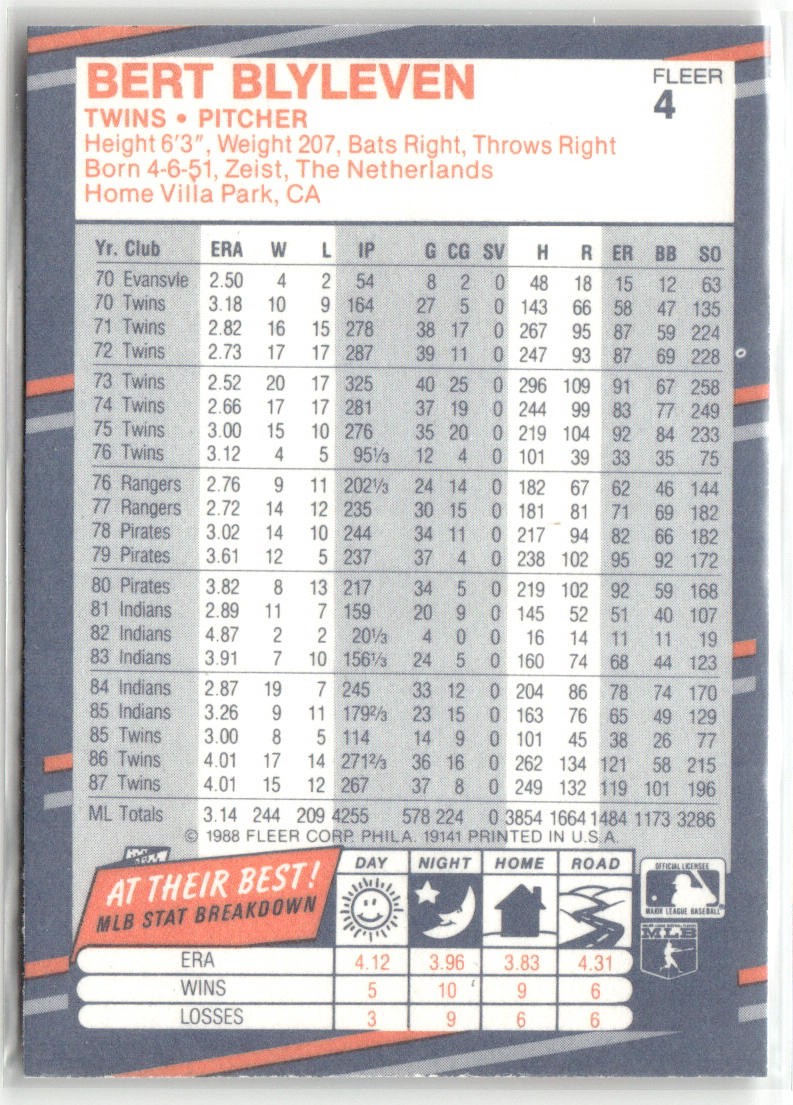 BERT BLYLEVEN
FLEER
4
TWINS • PITCHER
Height 6'3", Weight 207, Bats Right, Throws Right
Born 4-6-51, Zeist, The Netherlands
Home Villa Park, CA
Yr. Club ERA W L IP G CG SV H R ER BB SO
70 Evansvle 2.50 4 2 54 8 2 0 48 18 15 12 63
70 Twins 3.18 10 9 164 27 5 0 143 66 58 47 135
71 Twins 2.82 16 15 278 38 17 0 267 95 87 59 224
72 Twins 2.73 17 17 287 39 11 0 247 93 87 69 228
73 Twins 2.52 20 17 325 40 25 0 296 109 91 67 258
74 Twins 2.66 17 17 281 37 19 0 244 99 83 77 249
75 Twins 3.00 15 10 276 35 20 0 219 104 92 84 233
76 Twins 3.12 4 5 95 1/3 12 4 0 101 39 33 35 75
76 Rangers 2.76 9 11 202 1/3 24 14 0 182 67 62 46 144
77 Rangers 2.72 14 12 235 30 15 0 181 81 71 69 182
78 Pirates 3.02 14 10 244 34 11 0 217 94 82 66 182
79 Pirates 3.61 12 5 237 37 4 0 238 102 95 92 172
80 Pirates 3.82 8 13 217 34 5 0 219 102 92 59 168
81 Indians 2.89 11 7 159 20 9 0 145 52 51 40 107
82 Indians 4.87 2 2 20 1/3 4 0 0 16 14 11 11 19
83 Indians 3.91 7 10 156 1/3 24 5 0 160 74 68 44 123
84 Indians 2.87 19 7 245 33 12 0 204 86 78 74 170
85 Indians 3.26 9 11 179 2/3 23 15 0 163 76 65 49 129
85 Twins 3.00 8 5 114 14 9 0 101 45 38 26 77
86 Twins 4.01 17 14 271 2/3 36 16 0 262 134 121 58 215
87 Twins 4.01 15 12 267 37 8 0 249 132 119 101 196
ML Totals 3.14 244 209 4255 578 224 0 3854 1664 1484 1173 3286
© 1988 FLEER CORP. PHILA. 19141 PRINTED IN U.S.A.
AT THEIR BEST!
MLB STAT BREAKDOWN
DAY NIGHT HOME ROAD
ERA 4.12 3.96 3.83 4.31
WINS 5 10 9 6
LOSSES 3 9 6 6
OFFICIAL LICENSEE
MAJOR LEAGUE BASEBALL
MLB